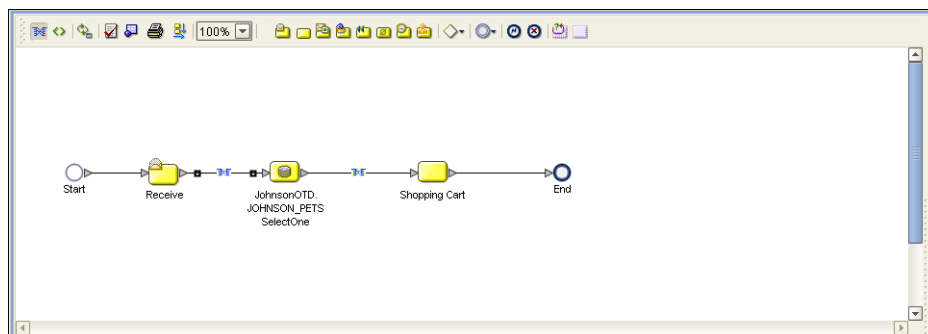 100%
Start
Receive
JohnsonOTD.
JOHNSON_PETS
SelectOne
Shopping Cart
End